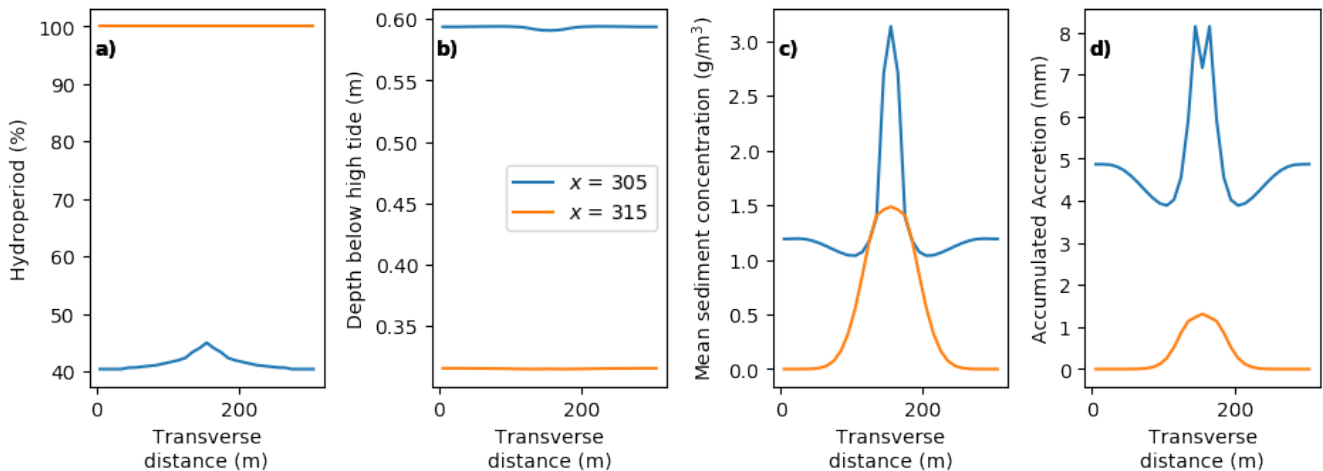 a)
Hydroperiod (%)
100
90
80
70
60
50
40
0
200
Transverse
distance (m)
b)
Depth below high tide (m)
0.60
0.55
0.50
0.45
0.40
0.35
x = 305
x = 315
0
200
Transverse
distance (m)
c)
Mean sediment concentration (g/m³)
3.0
2.5
2.0
1.5
1.0
0.5
0.0
0
200
Transverse
distance (m)
d)
Accumulated Accretion (mm)
8
7
6
5
4
3
2
1
0
0
200
Transverse
distance (m)